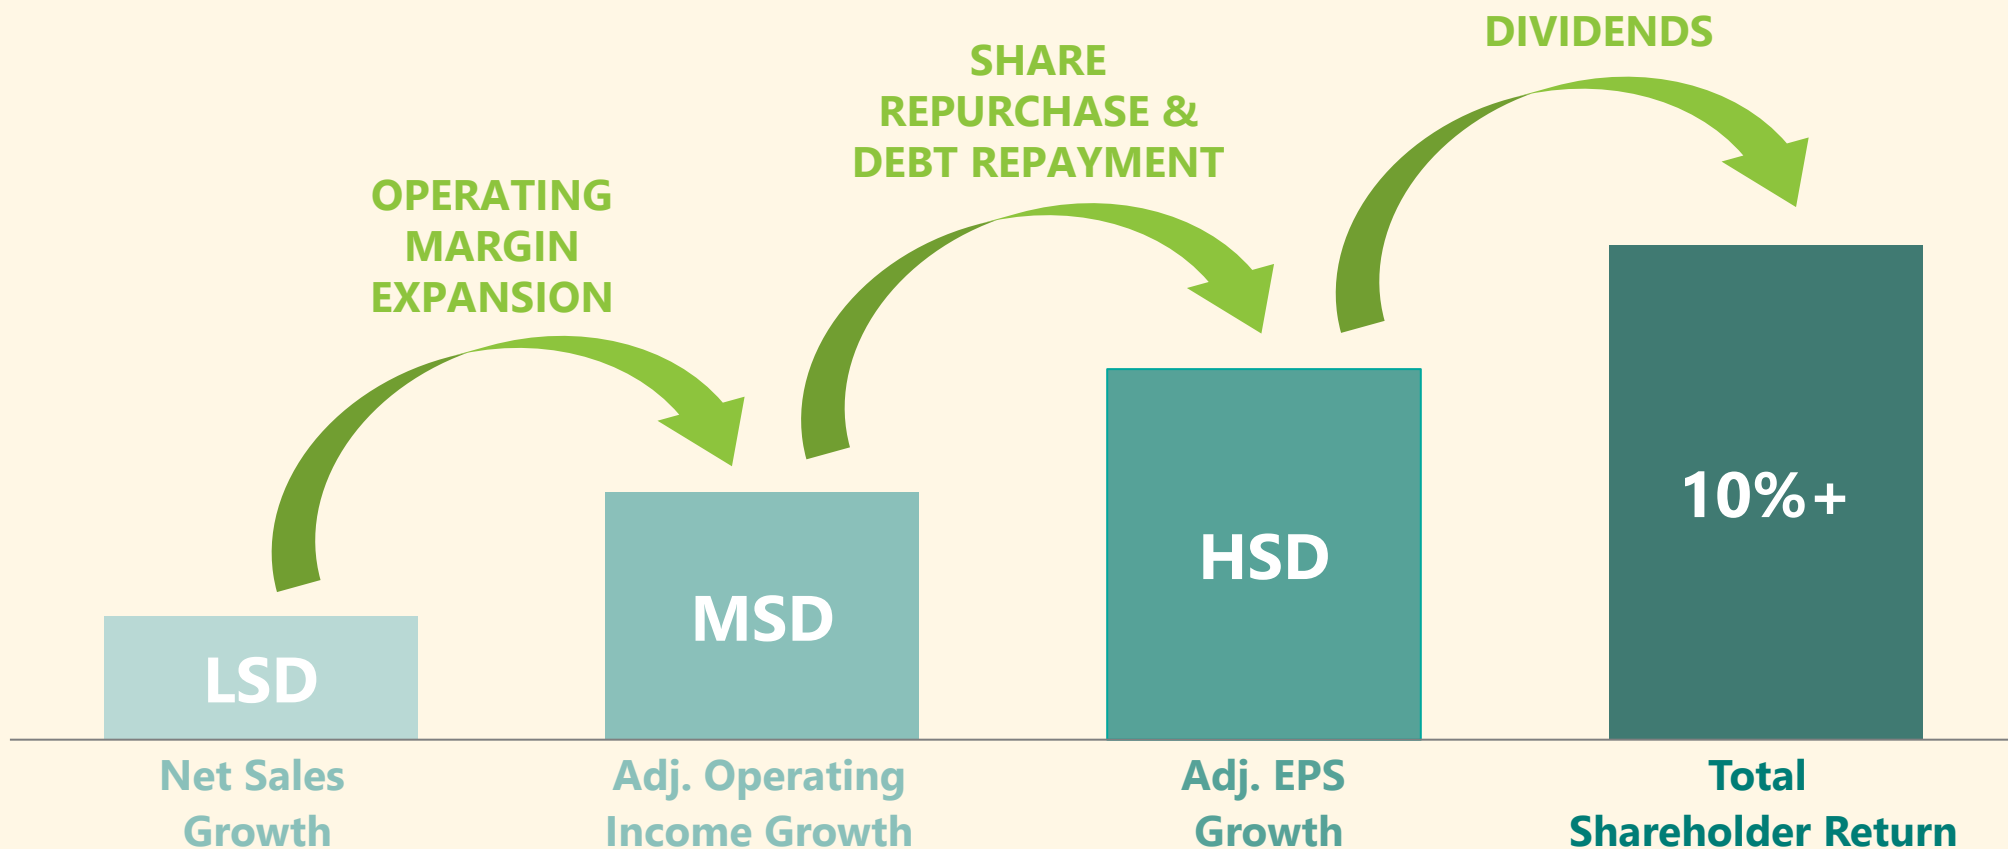 OPERATING
MARGIN
EXPANSION
SHARE
REPURCHASE &
DEBT REPAYMENT
DIVIDENDS
LSD
MSD
HSD
10%+
Net Sales
Growth
Adj. Operating
Income Growth
Adj. EPS
Growth
Total
Shareholder Return